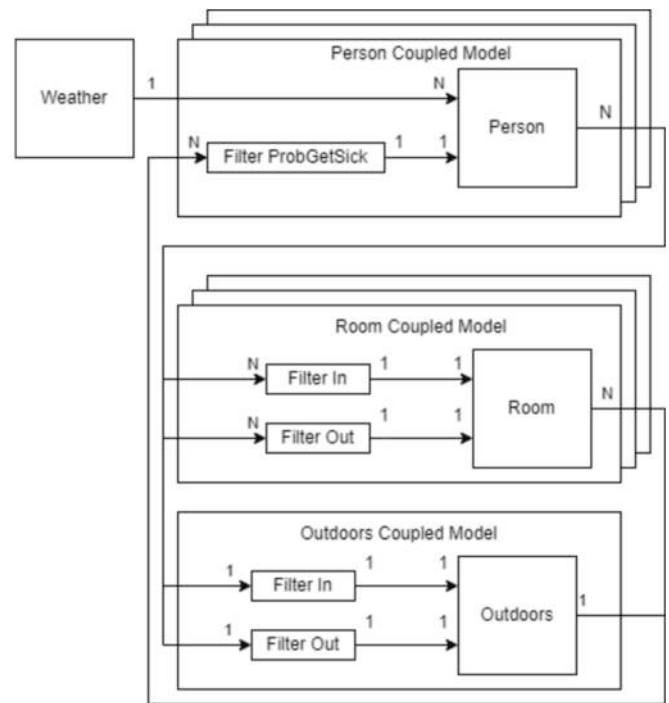 Person Coupled Model
Weather
1
N
Person
N
N
Filter ProbGetSick
1
1
Room Coupled Model
N
Filter In
1
1
Room
N
N
Filter Out
1
1
Outdoors Coupled Model
1
Filter In
1
1
Outdoors
1
1
Filter Out
1
1